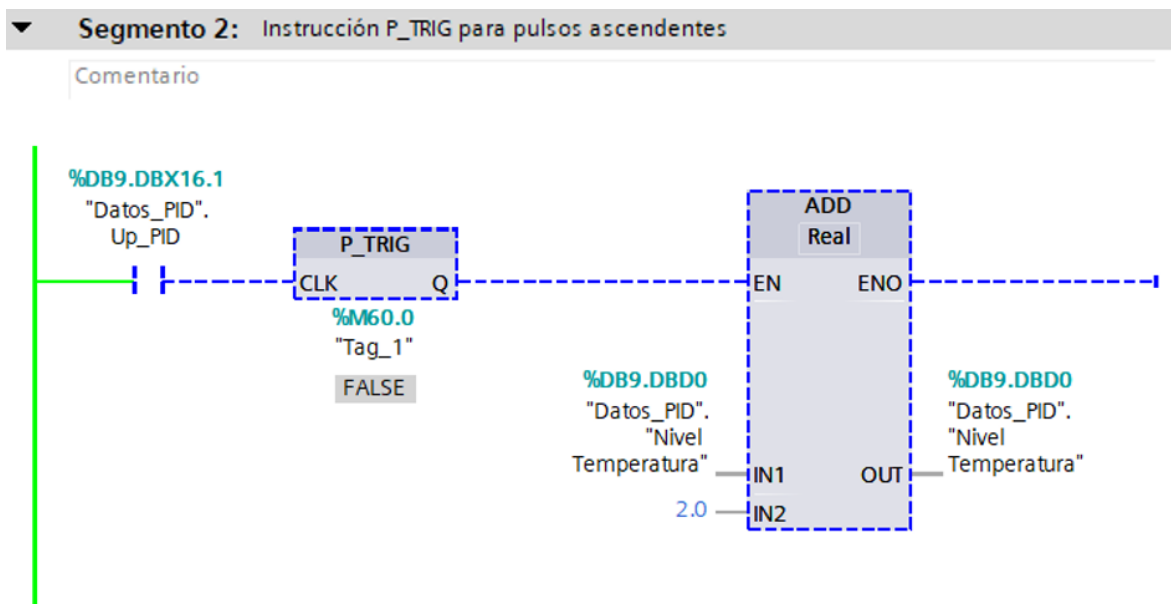 Segmento 2: Instrucción P_TRIG para pulsos ascendentes
Comentario
%DB9.DBX16.1
"Datos_PID".
Up_PID
P_TRIG
CLK Q
%M60.0
"Tag_1"
FALSE
ADD
Real
EN ENO
%DB9.DBD0
"Datos_PID".
"Nivel
Temperatura"
IN1
2.0
IN2
OUT
%DB9.DBD0
"Datos_PID".
"Nivel
Temperatura"